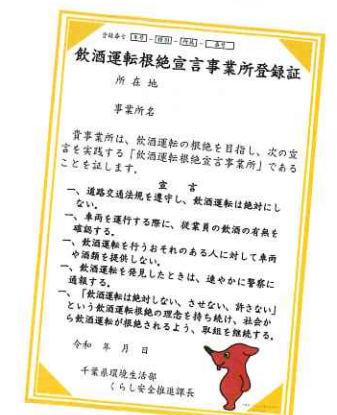 登録番号 年号 - 種別 - 所属 - 番号
飲酒運転根絶宣言事業所登録証
所在地
事業所名
貴事業所は、飲酒運転の根絶を目指し、次の宣
言を実践する「飲酒運転根絶宣言事業所」である
ことを証します。
宣言
一、道路交通法規を遵守し、飲酒運転は絶対にし
ない。
一、車両を運行する際に、従業員の飲酒の有無を
確認する。
一、飲酒運転を行うおそれのある人に対して車両
や酒類を提供しない。
一、飲酒運転を発見したときは、速やかに警察に
通報する。
一、「飲酒運転は絶対しない、させない、許さない」
という飲酒運転根絶の理念を持ち続け、社会か
ら飲酒運転が根絶されるよう、取組を継続する。
令和 年 月 日
千葉県環境生活部
くらし安全推進課長